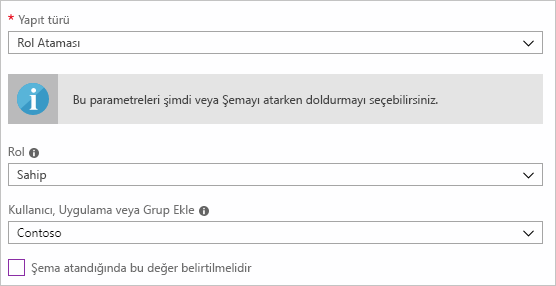 * Yapıt türü
Rol Ataması
Bu parametreleri şimdi veya Şemayı atarken doldurmayı seçebilirsiniz.
Rol
Sahip
Kullanıcı, Uygulama veya Grup Ekle
Contoso
Şema atandığında bu değer belirtilmelidir